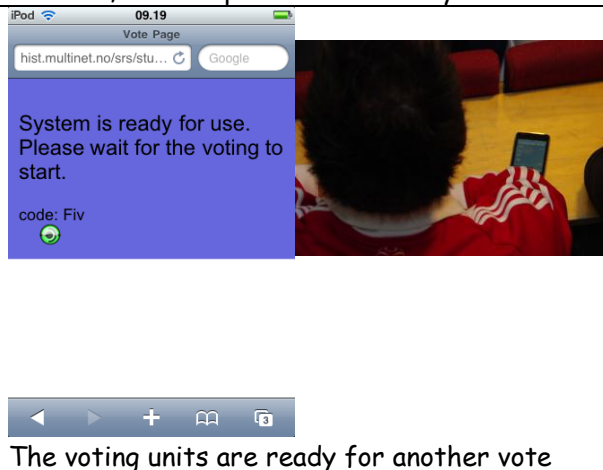 iPod 09.19
Vote Page
hist.multinet.no/srs/stu... Google
System is ready for use.
Please wait for the voting to
start.
code: Fiv
3
The voting units are ready for another vote